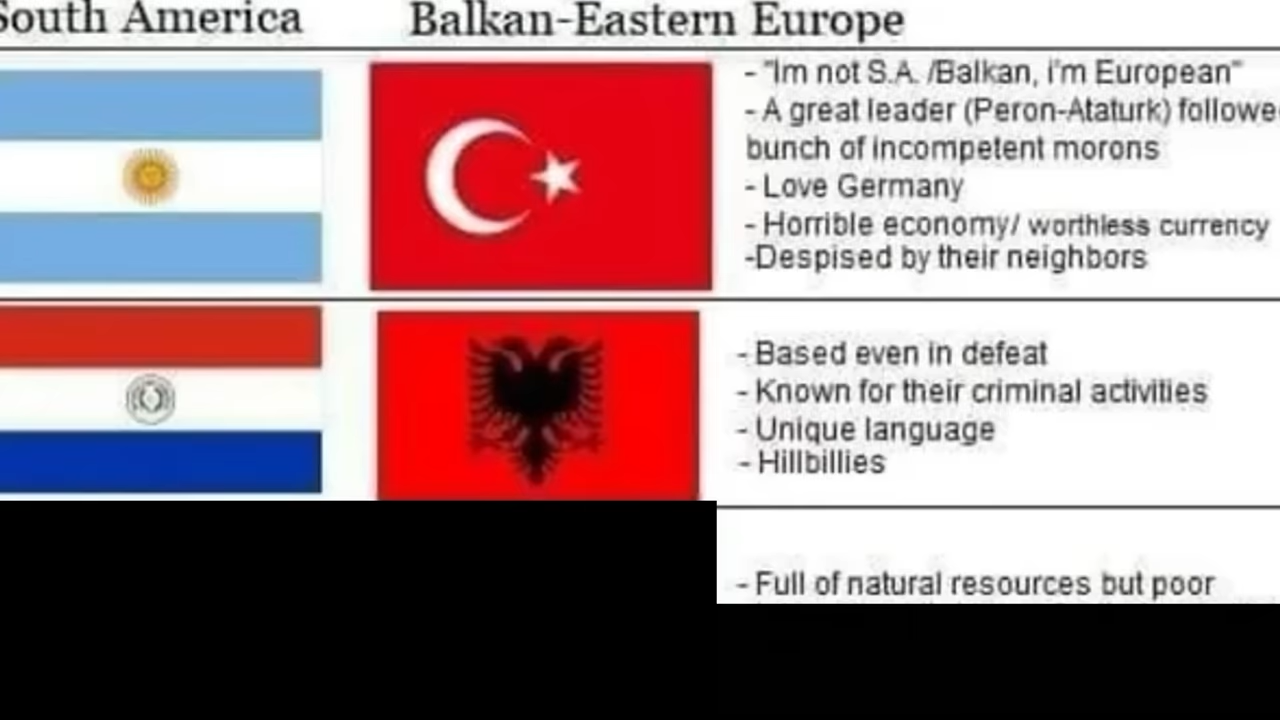 South America Balkan-Eastern Europe
- "Im not S.A. /Balkan, i'm European"
- A great leader (Peron-Ataturk)
bunch of incompetent morons
- Love Germany
- Horrible economy/ worthless currency
-Despised by their neighbors
- Based even in defeat
- Known for their criminal activities
- Unique language
- Hillbillies
- Full of natural resources but poor